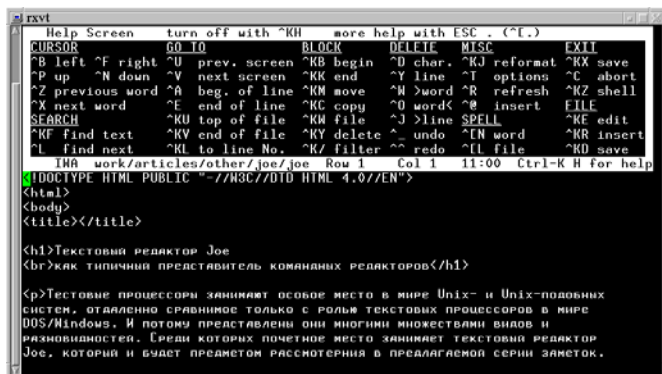 rxvt
Help Screen turn off with ^KH more help with ESC . (^[.)
CURSOR GO TO BLOCK DELETE MISC EXIT
^B left ^F right ^U prev. screen ^KB begin ^D char. ^KJ reformat ^KX save
^P up ^N down ^V next screen ^KK end ^Y line ^T options ^C abort
^Z previous word ^A beg. of line ^KM move ^W >word ^R refresh ^KZ shell
^X next word ^E end of line ^KC copy ^O word< ^@ insert FILE
SEARCH ^KU top of file ^KW file ^J >line SPELL ^KE edit
^KF find text ^KV end of file ^KY delete ^_ undo ^[N word ^KR insert
^L find next ^KL to line No. ^K/ filter ^^ redo ^[L file ^KD save
IWA work/articles/other/joe/joe Row 1 Col 1 11:00 Ctrl-K H for help
<!DOCTYPE HTML PUBLIC "-//W3C//DTD HTML 4.0//EN">
<html>
<body>
<title></title>
<h1>Текстовый редактор Joe
<br>как типичный представитель командных редакторов</h1>
<p>Тестовые процессоры занимают особое место в мире Unix- и Unix-подобных
систем, отдаленно сравнимое только с ролью текстовых процессоров в мире
DOS/Windows. И потому представлены они многими множествами видов и
разновидностей. Среди которых почетное место занимает текстовый редактор
Joe, который и будет предметом рассмотерния в предлагаемой серии заметок.